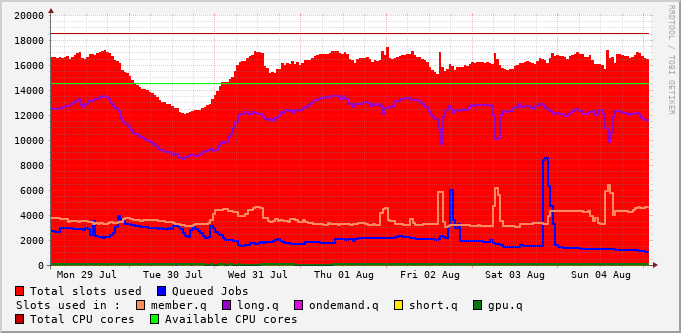 20000
18000
16000
14000
12000
10000
8000
6000
4000
2000
0
Mon 29 Jul Tue 30 Jul Wed 31 Jul Thu 01 Aug Fri 02 Aug Sat 03 Aug Sun 04 Aug
RRDTOOL / TOBI OETIKER
Total slots used Queued Jobs
Slots used in : member.q long.q ondemand.q short.q gpu.q
Total CPU cores Available CPU cores